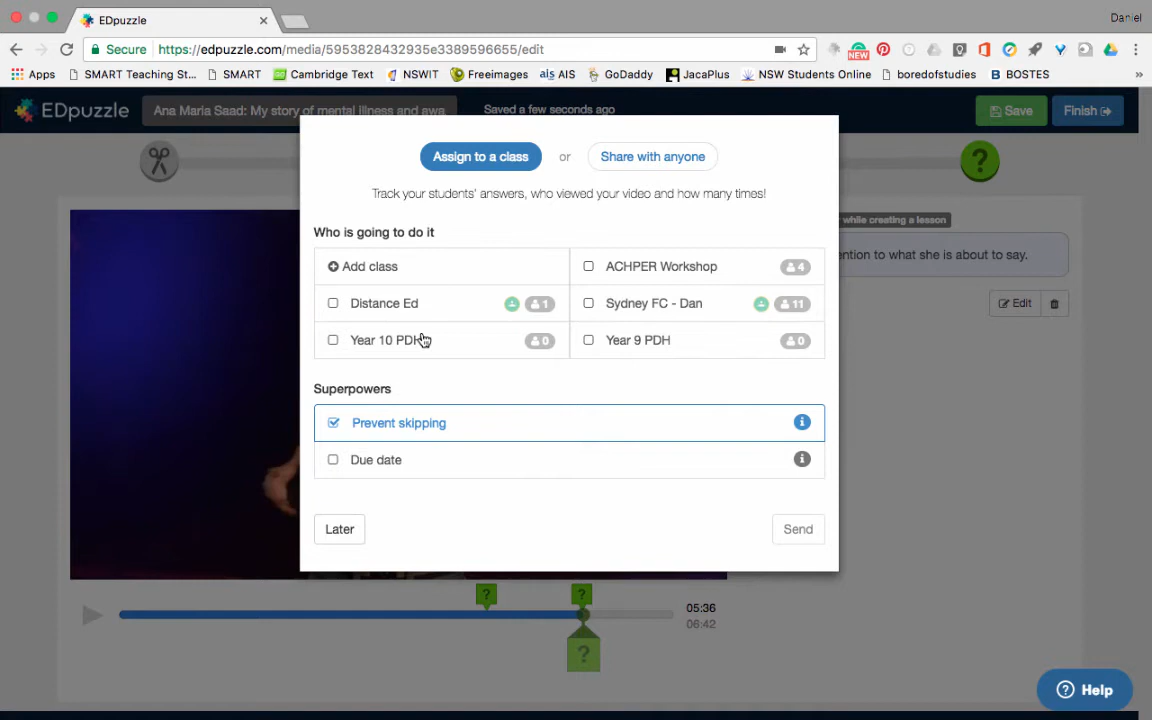 EDpuzzle
Daniel
Secure https://edpuzzle.com/media/5953828432935e3389596655/edit
NEW
Apps SMART Teaching St... SMART Cambridge Text NSWIT Freeimages AIS GoDaddy JacaPlus NSW Students Online boredofstudies B BOSTES »
EDpuzzle Ana Maria Saad: My story of mental illness and awa Saved a few seconds ago Save Finish
Assign to a class or Share with anyone
Track your students' answers, who viewed your video and how many times!
while creating a lesson
Who is going to do it
ention to what she is about to say.
Add class ACHPER Workshop 4
Distance Ed 1 Sydney FC - Dan 11
Edit
Year 10 PDH 0 Year 9 PDH 0
Superpowers
Prevent skipping
Due date
Later Send
? ?
05:36
06:42
?
Help